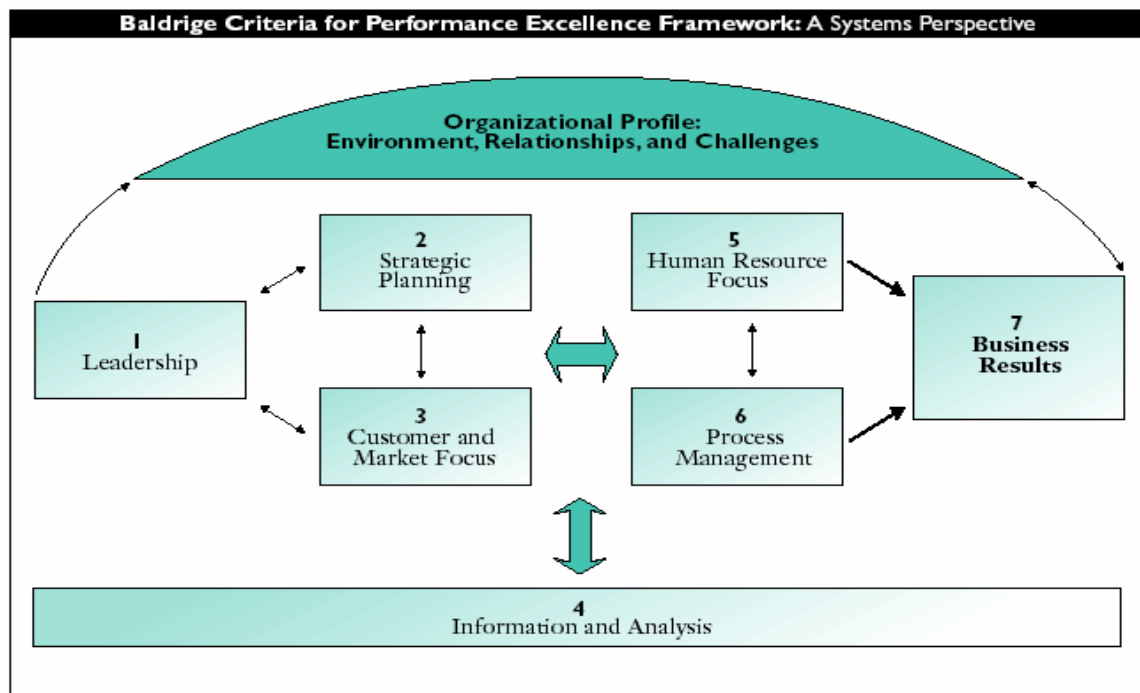 Baldrige Criteria for Performance Excellence Framework: A Systems Perspective
Organizational Profile:
Environment, Relationships, and Challenges
1
Leadership
2
Strategic
Planning
3
Customer and
Market Focus
5
Human Resource
Focus
6
Process
Management
7
Business
Results
4
Information and Analysis